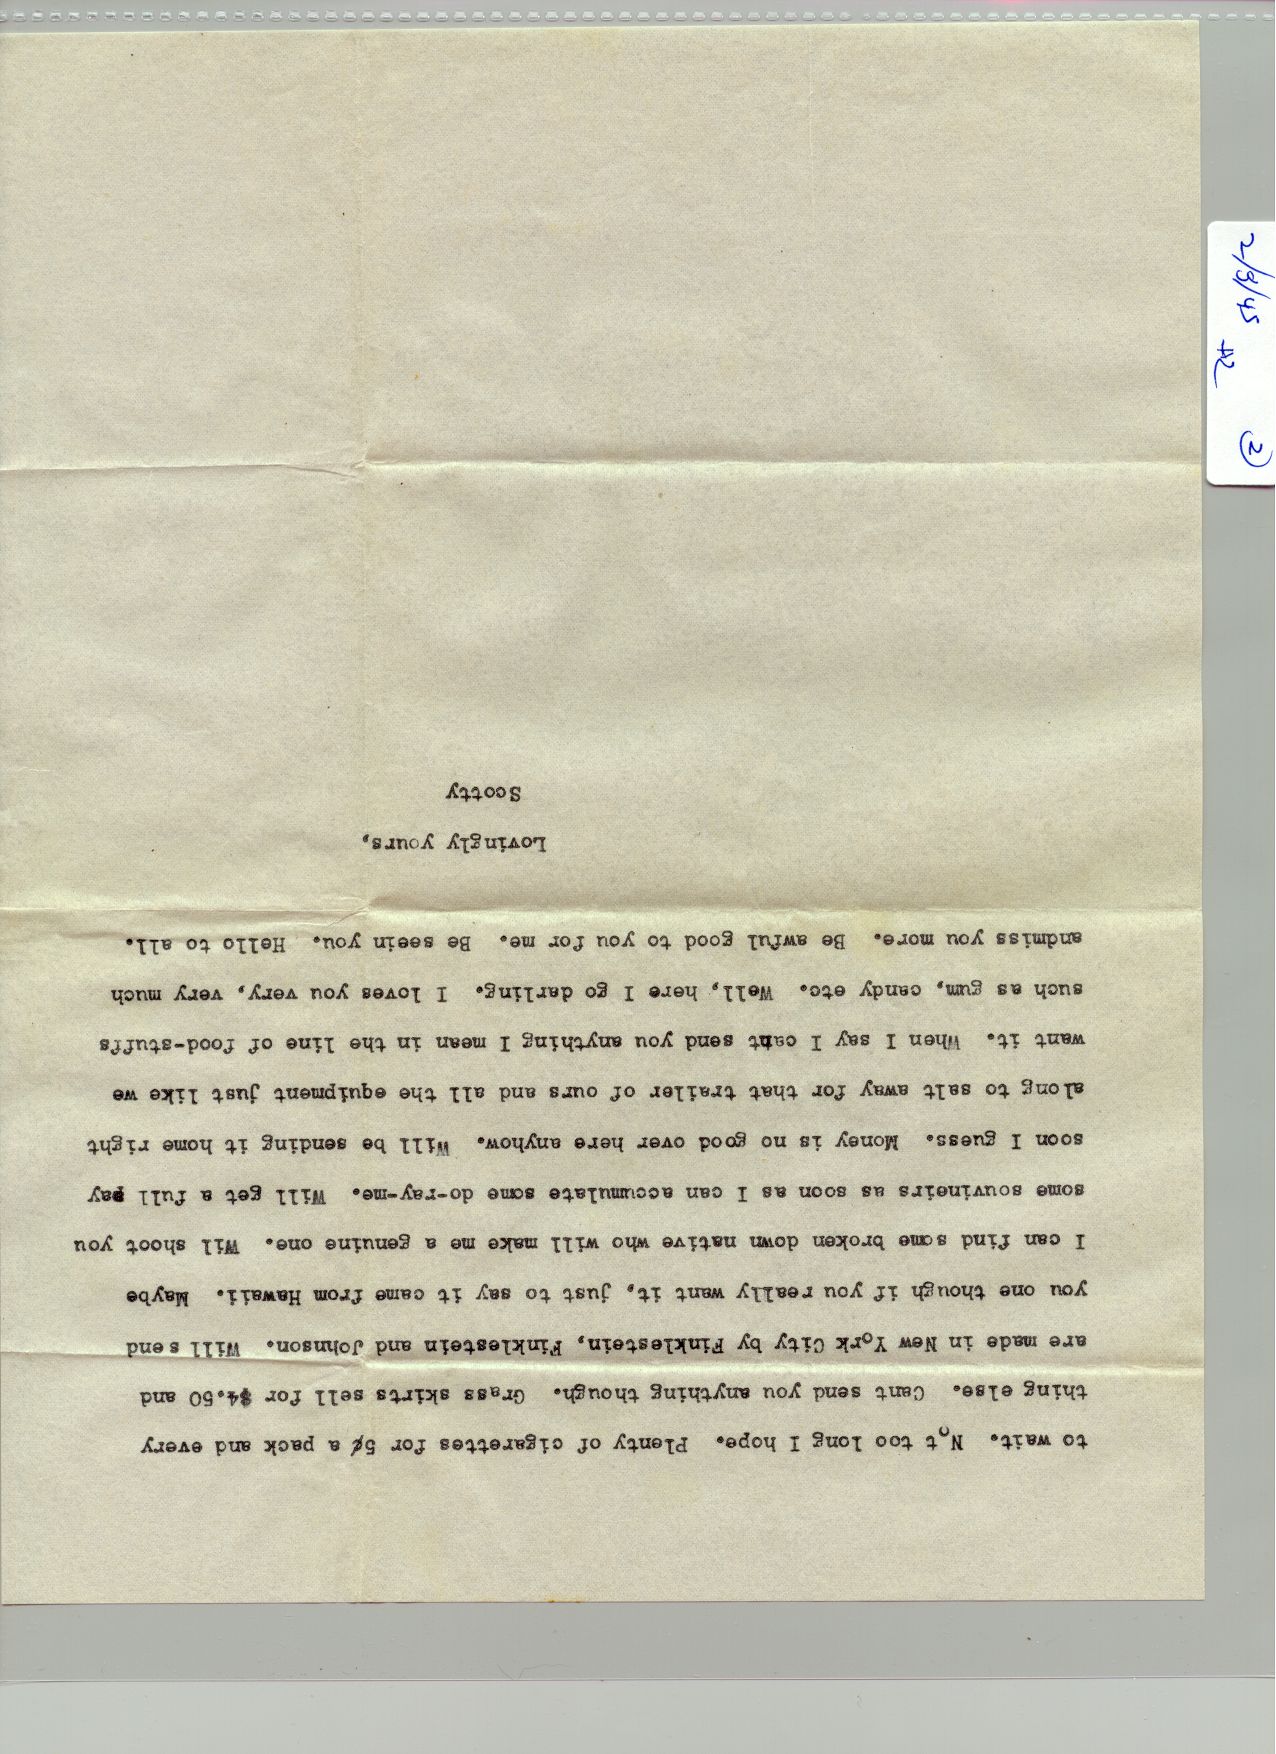 to wait.  Not too long I hope.  Plenty of cigarettes for 5¢ a pack and every
thing else.  Cant send you anything though.  Grass skirts sell for $4.50 and
are made in New York City by Finklestein, Finklestein and Johnson.  Will send
you one though if you really want it, just to say it came from Hawaii.  Maybe
I can find some broken down native who will make me a genuine one.  Will shoot you
some souvineirs as soon as I can accumulate some do-ray-me.  Will get a full pay
soon I guess.  Money is no good over here anyhow.  Will be sending it home right
along to salt away for that trailer of ours and all the equipment just like we
want it.  When I say I cant send you anything I mean in the line of food-stuffs
such as gum, candy etc.  Well, here I go darling.  I loves you very, very much
andmiss you more.  Be awful good to you for me.  Be seein you.  Hello to all.
Lovingly yours,
Scotty
2/3/45 #2 2